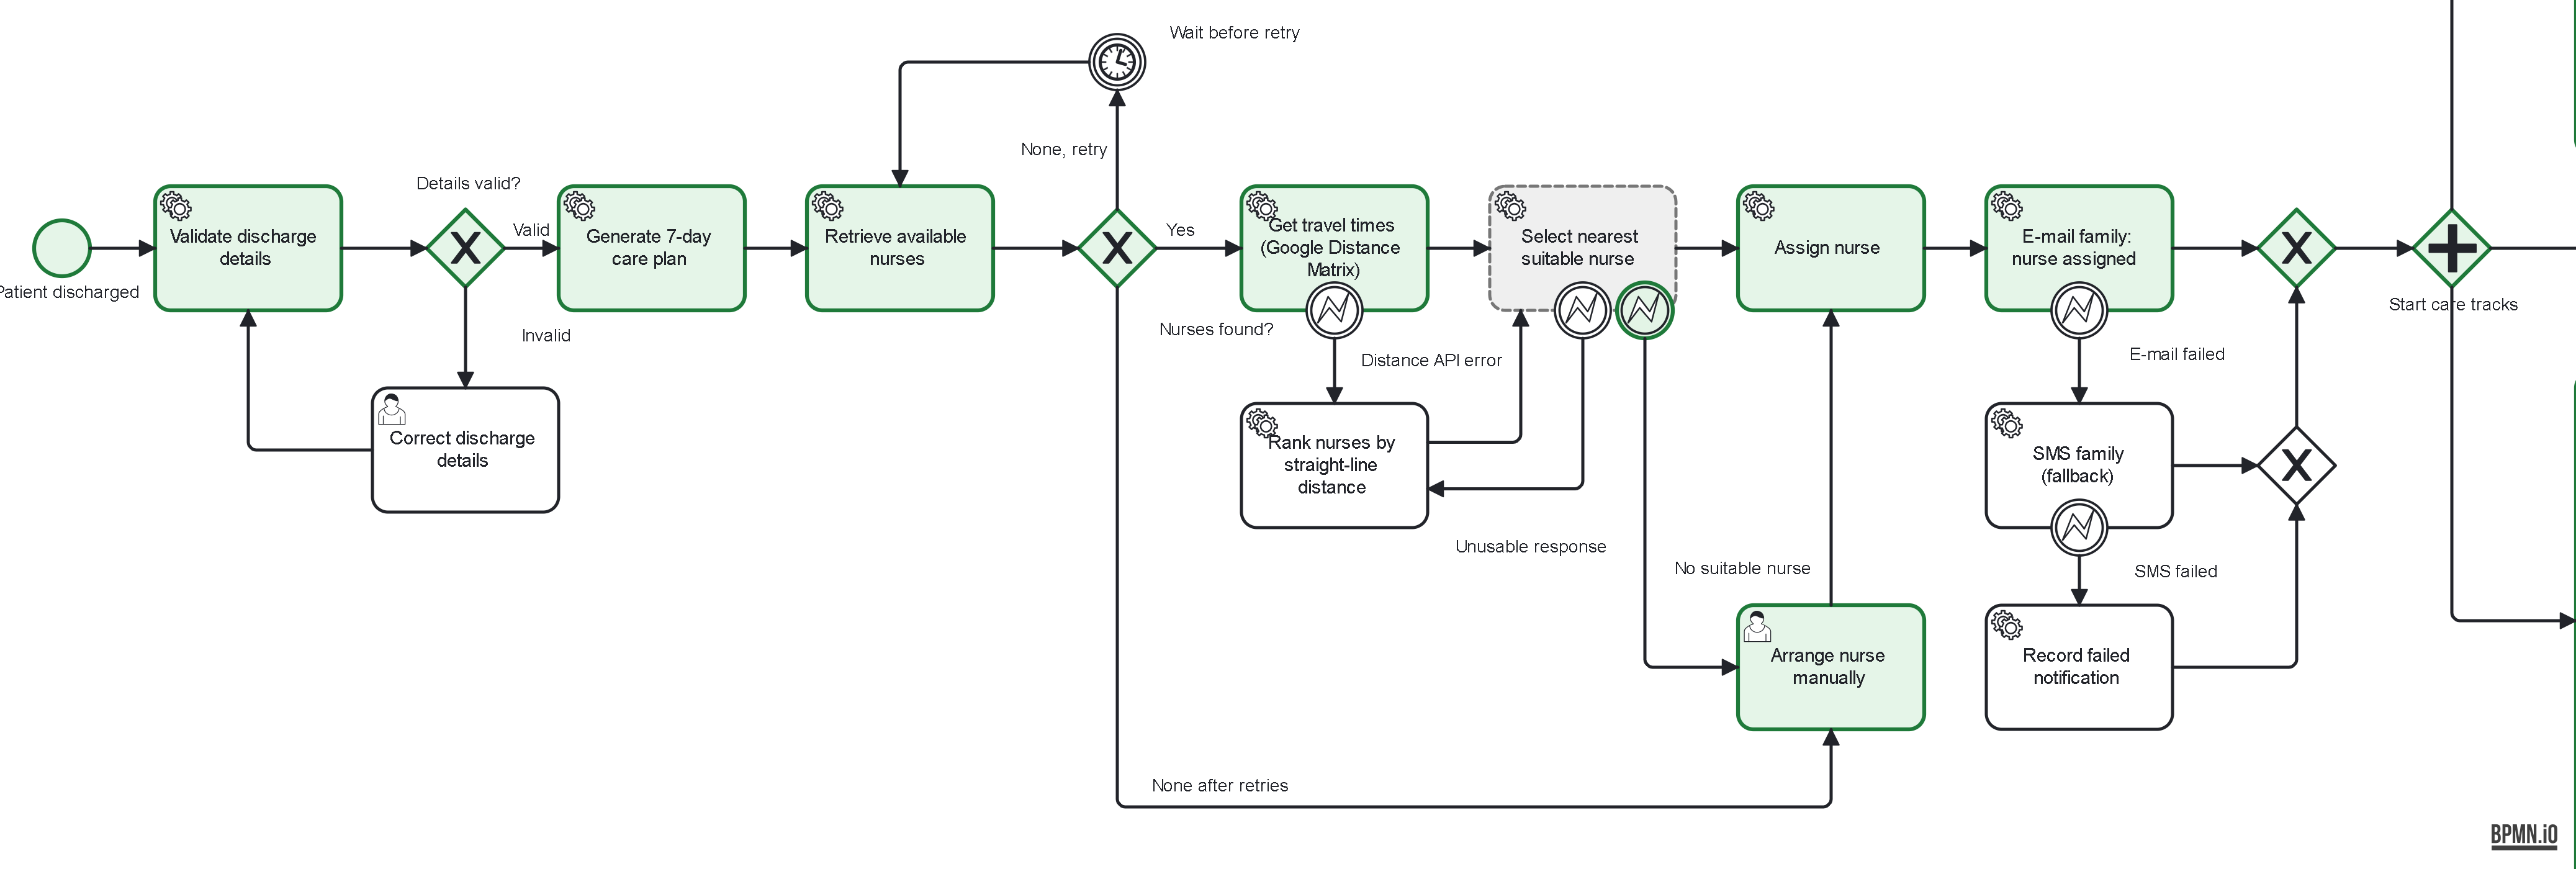 Wait before retry
None, retry
Details valid?
Validate discharge
details
Valid
Generate 7-day
care plan
Retrieve available
nurses
Yes
Get travel times
(Google Distance
Matrix)
Select nearest
suitable nurse
Assign nurse
E-mail family:
nurse assigned
Patient discharged
Start care tracks
Invalid
Nurses found?
Distance API error
E-mail failed
Correct discharge
details
Rank nurses by
straight-line
distance
SMS family
(fallback)
Unusable response
No suitable nurse
SMS failed
Arrange nurse
manually
Record failed
notification
None after retries
BPMN.iO